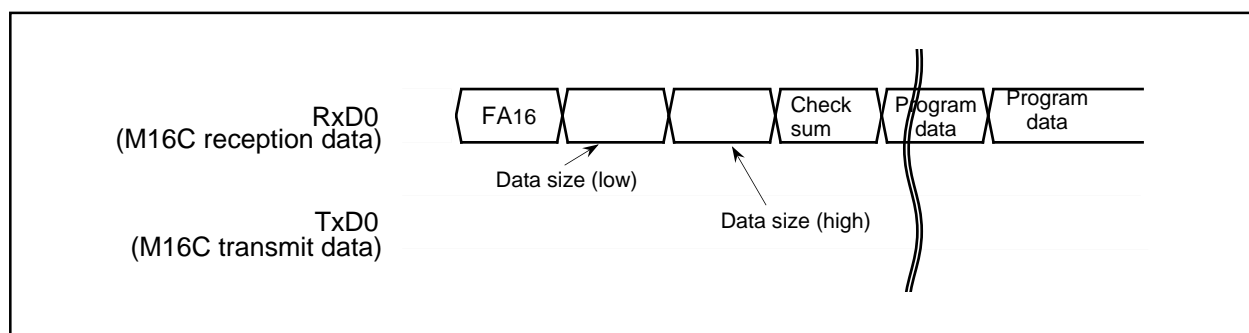 RxD0
(M16C reception data)
FA16
Check
sum
Program
data
Program
data
Data size (low)
Data size (high)
TxD0
(M16C transmit data)